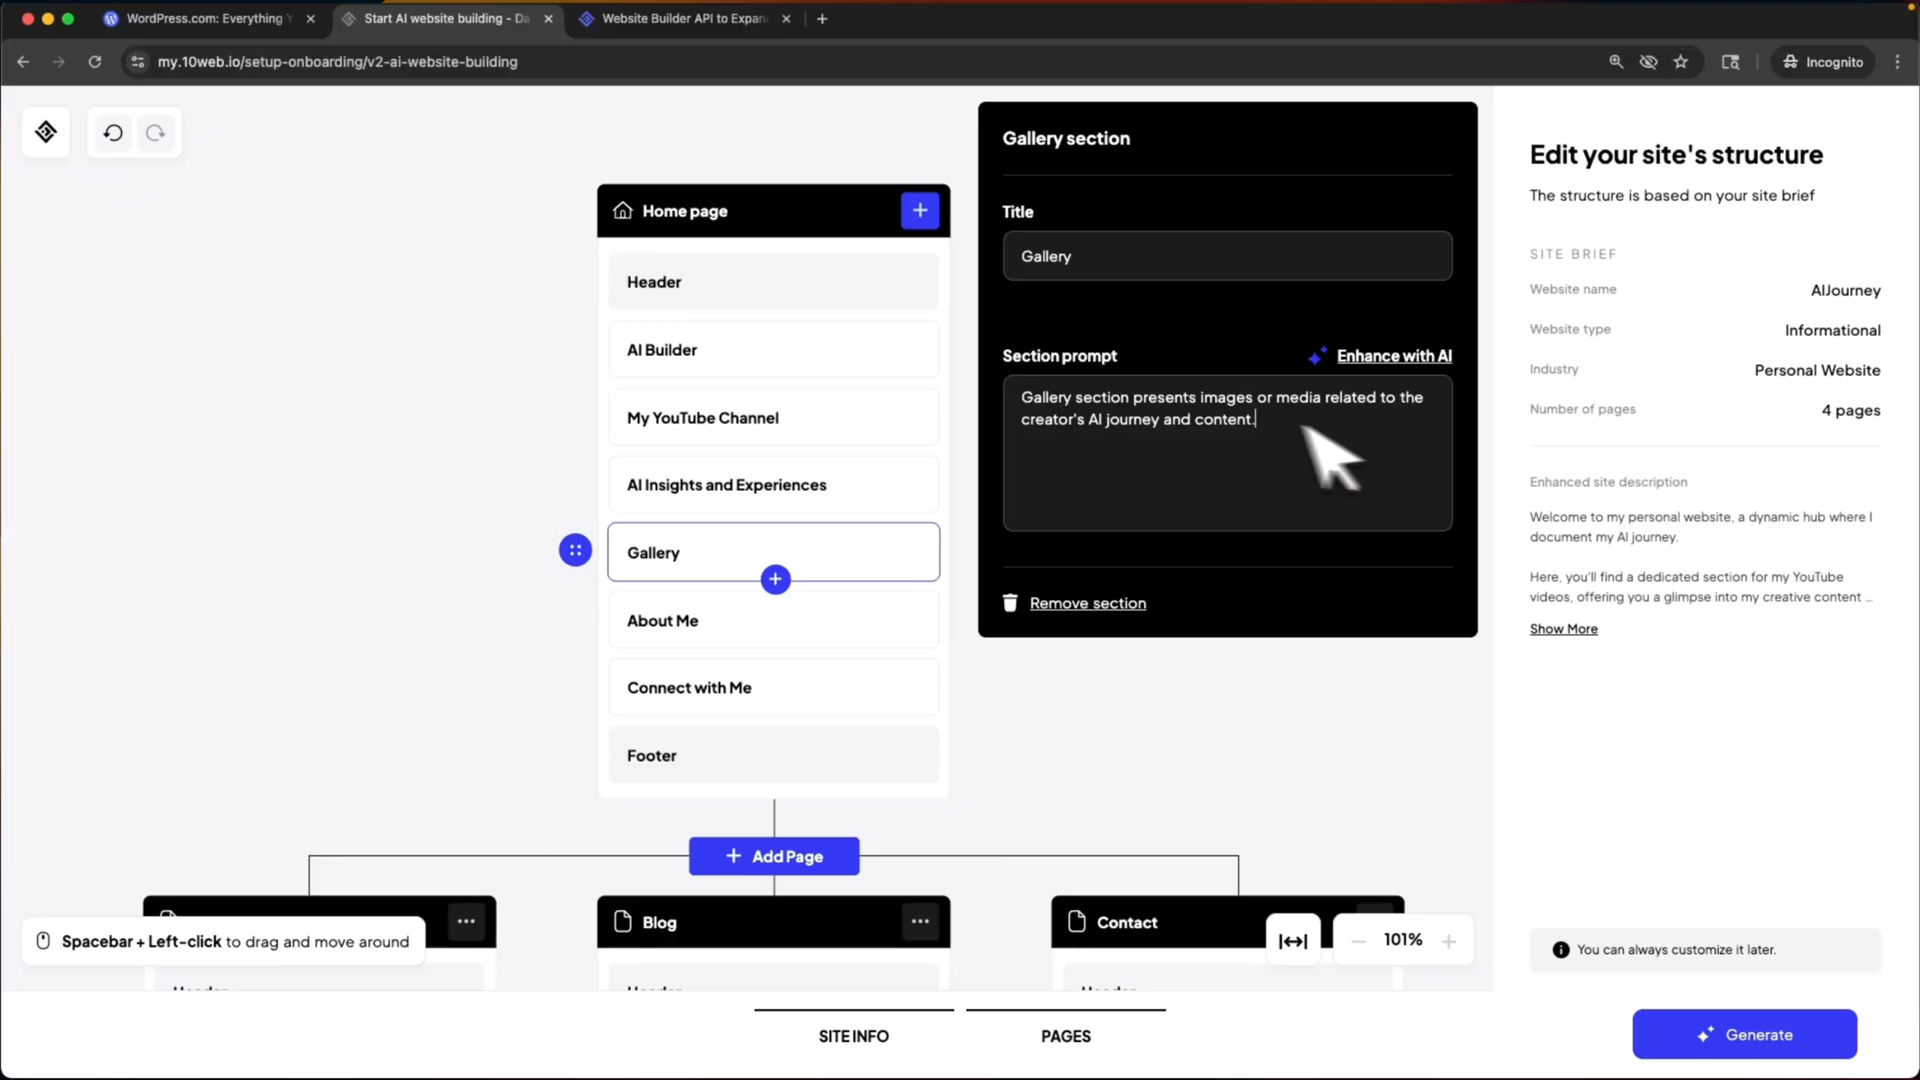 WordPress.com: Everything Y
Start AI website building - Da
Website Builder API to Expan
my.10web.io/setup-onboarding/v2-ai-website-building
Incognito
Home page
Header
AI Builder
My YouTube Channel
AI Insights and Experiences
Gallery
About Me
Connect with Me
Footer
Add Page
Blog
Contact
Header
Header
Header
Spacebar + Left-click to drag and move around
101%
Gallery section
Title
Gallery
Section prompt
Enhance with AI
Gallery section presents images or media related to the
creator's AI journey and content.
Remove section
Edit your site's structure
The structure is based on your site brief
SITE BRIEF
Website name
AIJourney
Website type
Informational
Industry
Personal Website
Number of pages
4 pages
Enhanced site description
Welcome to my personal website, a dynamic hub where I
document my AI journey.
Here, you'll find a dedicated section for my YouTube
videos, offering you a glimpse into my creative content ...
Show More
You can always customize it later.
SITE INFO
PAGES
Generate